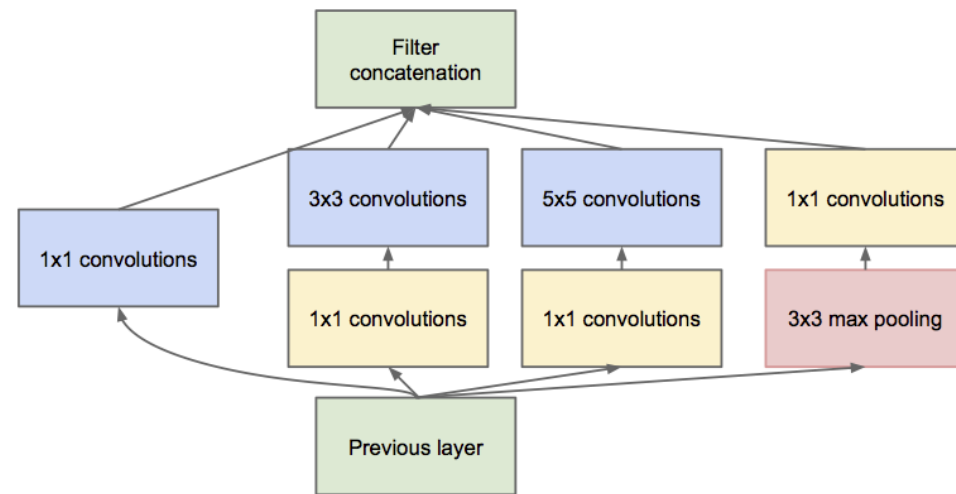 Filter
concatenation
3x3 convolutions
5x5 convolutions
1x1 convolutions
1x1 convolutions
1x1 convolutions
1x1 convolutions
3x3 max pooling
Previous layer